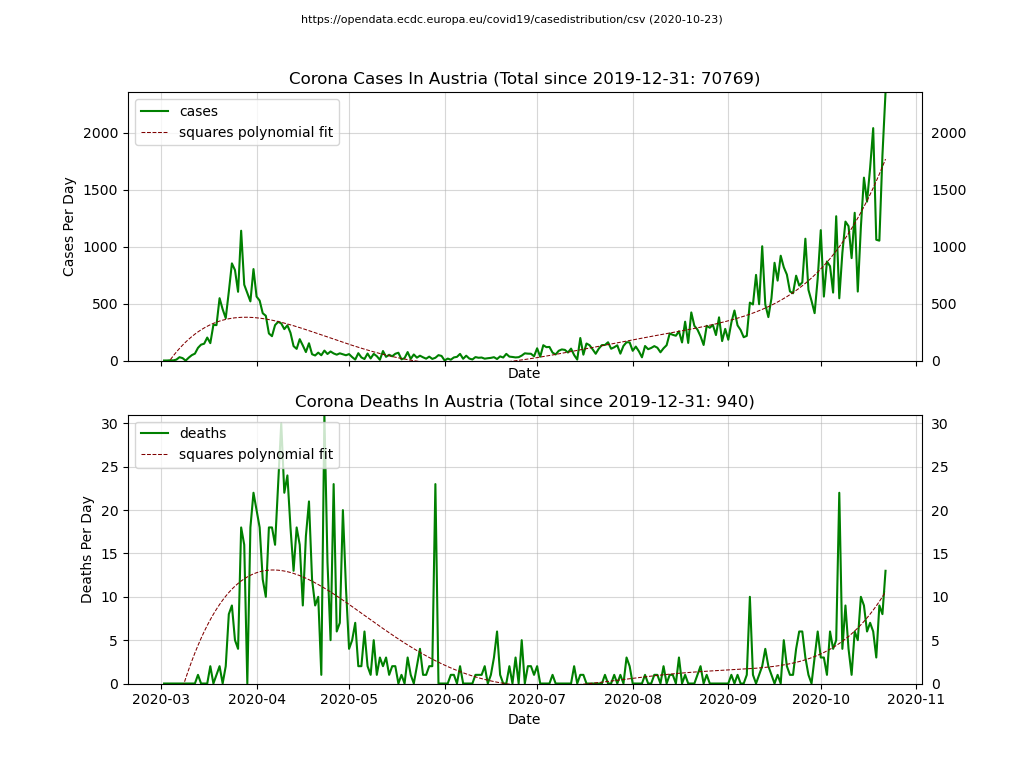 https://opendata.ecdc.europa.eu/covid19/casedistribution/csv (2020-10-23)
Corona Cases In Austria (Total since 2019-12-31: 70769)
cases
squares polynomial fit
Cases Per Day
2000 2000
1500 1500
1000 1000
500 500
0 0
Date
Corona Deaths In Austria (Total since 2019-12-31: 940)
deaths
squares polynomial fit
Deaths Per Day
30 30
25 25
20 20
15 15
10 10
5 5
0 0
2020-03 2020-04 2020-05 2020-06 2020-07 2020-08 2020-09 2020-10 2020-11
Date